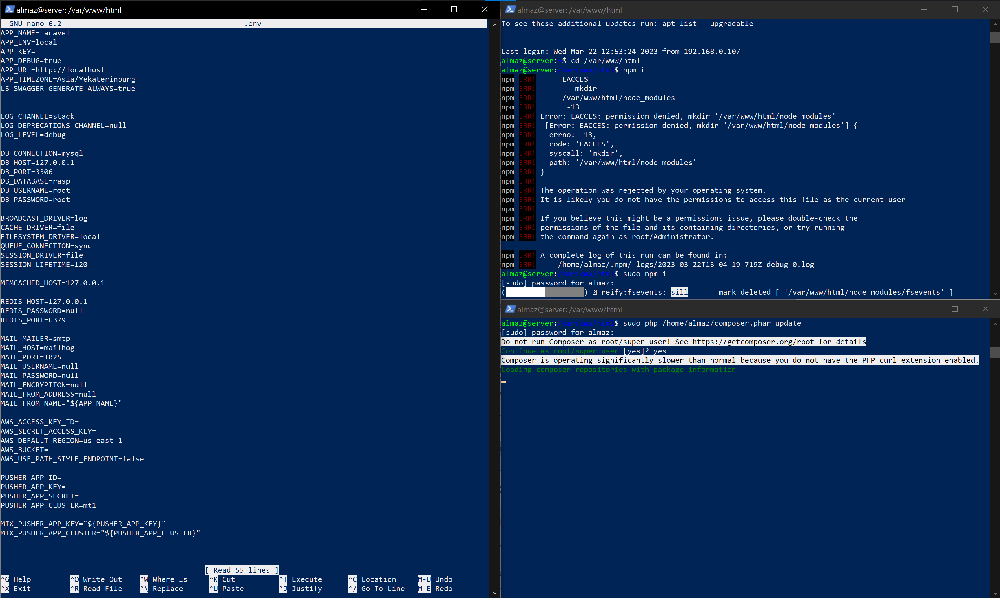 almaz@server: /var/www/html
GNU nano 6.2 .env
APP_NAME=Laravel
APP_ENV=local
APP_KEY=
APP_DEBUG=true
APP_URL=http://localhost
APP_TIMEZONE=Asia/Yekaterinburg
L5_SWAGGER_GENERATE_ALWAYS=true
LOG_CHANNEL=stack
LOG_DEPRECATIONS_CHANNEL=null
LOG_LEVEL=debug
DB_CONNECTION=mysql
DB_HOST=127.0.0.1
DB_PORT=3306
DB_DATABASE=rasp
DB_USERNAME=root
DB_PASSWORD=root
BROADCAST_DRIVER=log
CACHE_DRIVER=file
FILESYSTEM_DRIVER=local
QUEUE_CONNECTION=sync
SESSION_DRIVER=file
SESSION_LIFETIME=120
MEMCACHED_HOST=127.0.0.1
REDIS_HOST=127.0.0.1
REDIS_PASSWORD=null
REDIS_PORT=6379
MAIL_MAILER=smtp
MAIL_HOST=mailhog
MAIL_PORT=1025
MAIL_USERNAME=null
MAIL_PASSWORD=null
MAIL_ENCRYPTION=null
MAIL_FROM_ADDRESS=null
MAIL_FROM_NAME="${APP_NAME}"
AWS_ACCESS_KEY_ID=
AWS_SECRET_ACCESS_KEY=
AWS_DEFAULT_REGION=us-east-1
AWS_BUCKET=
AWS_USE_PATH_STYLE_ENDPOINT=false
PUSHER_APP_ID=
PUSHER_APP_KEY=
PUSHER_APP_SECRET=
PUSHER_APP_CLUSTER=mt1
MIX_PUSHER_APP_KEY="${PUSHER_APP_KEY}"
MIX_PUSHER_APP_CLUSTER="${PUSHER_APP_CLUSTER}"
[ Read 55 lines ]
^G Help ^O Write Out ^W Where Is ^K Cut ^T Execute ^C Location M-U Undo
^X Exit ^R Read File ^\ Replace ^U Paste ^J Justify ^/ Go To Line M-E Redo
almaz@server: /var/www/html
To see these additional updates run: apt list --upgradable
Last login: Wed Mar 22 12:53:24 2023 from 192.168.0.107
almaz@server:~$ cd /var/www/html
almaz@server:/var/www/html$ npm i
npm ERR! EACCES
npm ERR! mkdir
npm ERR! /var/www/html/node_modules
npm ERR! -13
npm ERR! Error: EACCES: permission denied, mkdir '/var/www/html/node_modules'
npm ERR! [Error: EACCES: permission denied, mkdir '/var/www/html/node_modules'] {
npm ERR! errno: -13,
npm ERR! code: 'EACCES',
npm ERR! syscall: 'mkdir',
npm ERR! path: '/var/www/html/node_modules'
npm ERR! }
npm ERR!
npm ERR! The operation was rejected by your operating system.
npm ERR! It is likely you do not have the permissions to access this file as the current user
npm ERR!
npm ERR! If you believe this might be a permissions issue, please double-check the
npm ERR! permissions of the file and its containing directories, or try running
npm ERR! the command again as root/Administrator.
npm ERR! A complete log of this run can be found in:
npm ERR! /home/almaz/.npm/_logs/2023-03-22T13_04_19_719Z-debug-0.log
almaz@server:/var/www/html$ sudo npm i
[sudo] password for almaz:
( ) reify:fsevents: sill mark deleted [ '/var/www/html/node_modules/fsevents' ]
almaz@server: /var/www/html
almaz@server:/var/www/html$ sudo php /home/almaz/composer.phar update
[sudo] password for almaz:
Do not run Composer as root/super user! See https://getcomposer.org/root for details
Continue as root/super user [yes]? yes
Composer is operating significantly slower than normal because you do not have the PHP curl extension enabled.
Loading composer repositories with package information